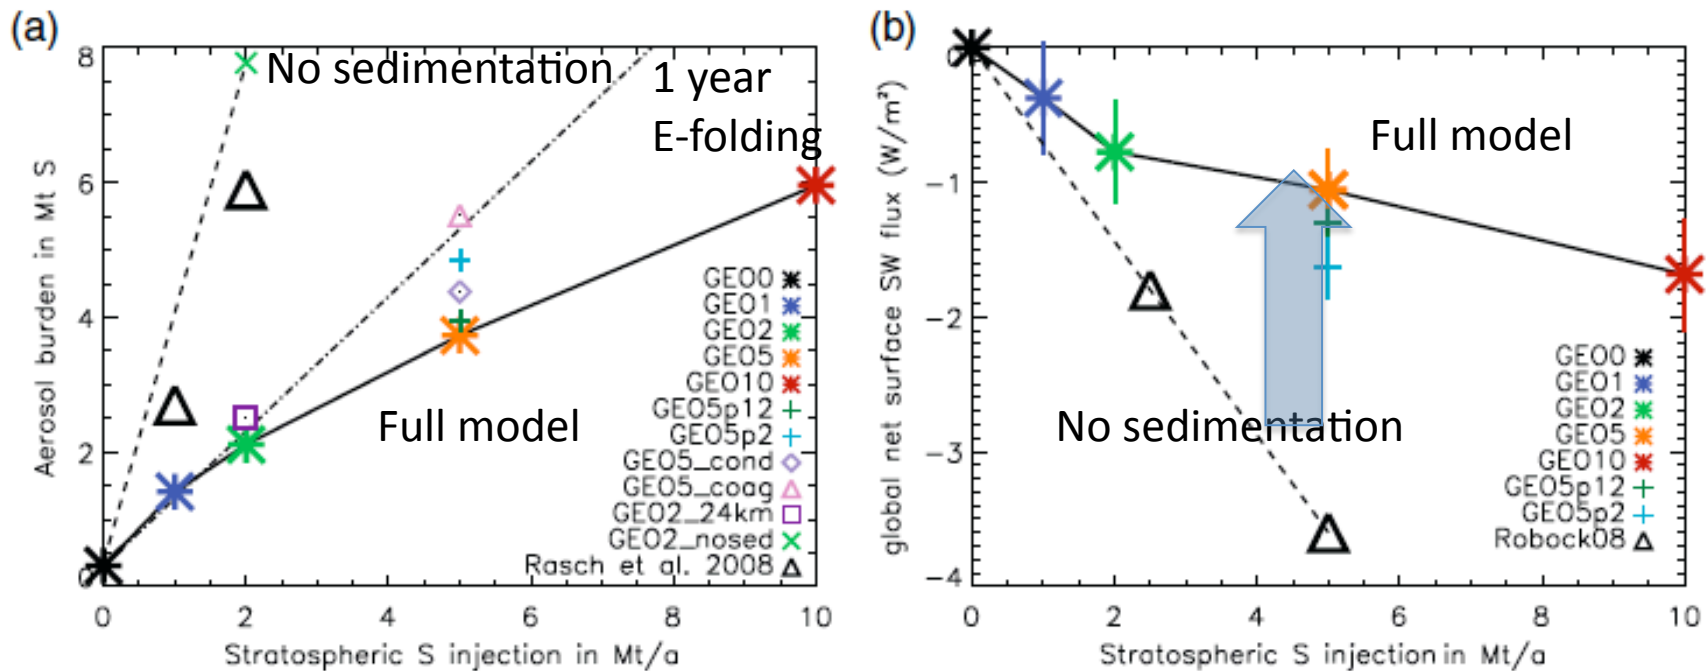 (a)
8
6
4
2
0
Aerosol burden in Mt S
No sedimentation
1 year
E-folding
Full model
GEO0
GEO1
GEO2
GEO5
GEO10
GEO5p12
GEO5p2
GEO5_cond
GEO5_coag
GEO2_24km
GEO2_nosed
Rasch et al. 2008
0 2 4 6 8 10
Stratospheric S injection in Mt/a
(b)
0
−1
−2
−3
−4
global net surface SW flux (W/m²)
Full model
No sedimentation
GEO0
GEO1
GEO2
GEO5
GEO10
GEO5p12
GEO5p2
Robock08
0 2 4 6 8 10
Stratospheric S injection in Mt/a